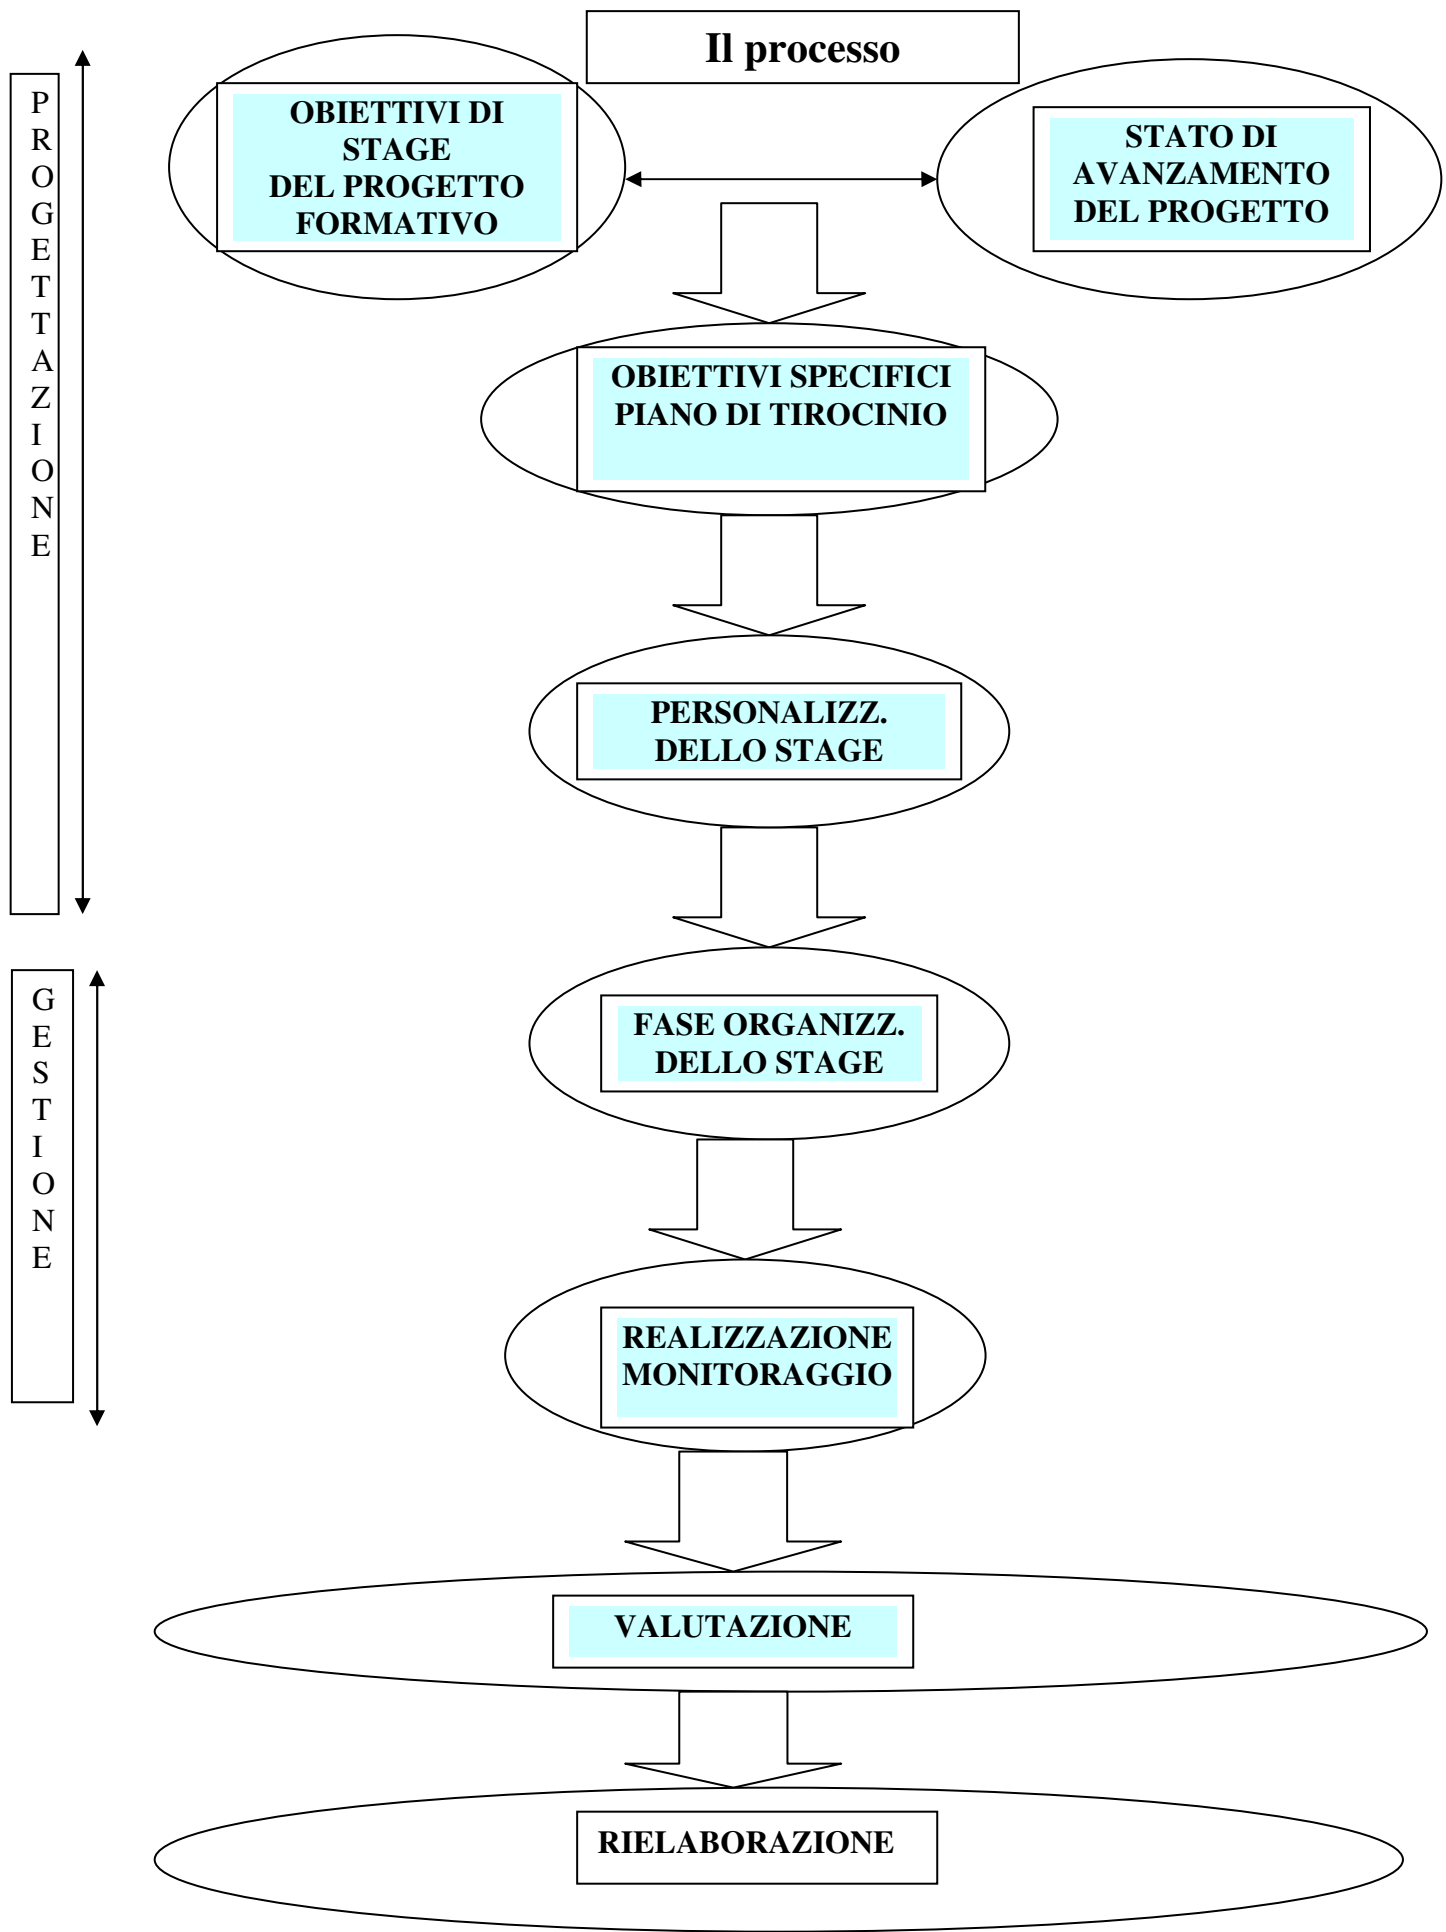 Il processo
PROGETTAZIONE
OBIETTIVI DI
STAGE
DEL PROGETTO
FORMATIVO
STATO DI
AVANZAMENTO
DEL PROGETTO
OBIETTIVI SPECIFICI
PIANO DI TIROCINIO
PERSONALIZZ.
DELLO STAGE
GESTIONE
FASE ORGANIZZ.
DELLO STAGE
REALIZZAZIONE
MONITORAGGIO
VALUTAZIONE
RIELABORAZIONE